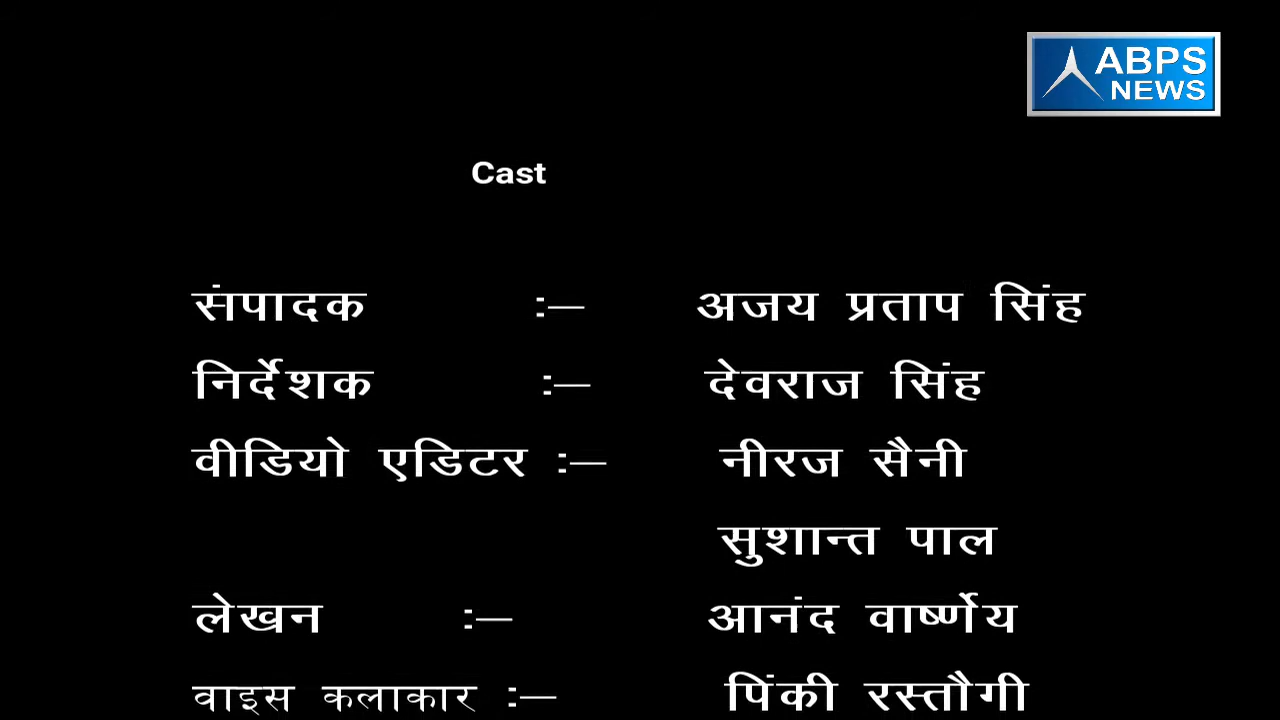 ABPS
NEWS
Cast
संपादक :— अजय प्रताप सिंह
निर्देशक :— देवराज सिंह
वीडियो एडिटर :— नीरज सैनी
सुशान्त पाल
लेखन :— आनंद वार्ष्णेय
वाइस कलाकार :— पिंकी रस्तौगी